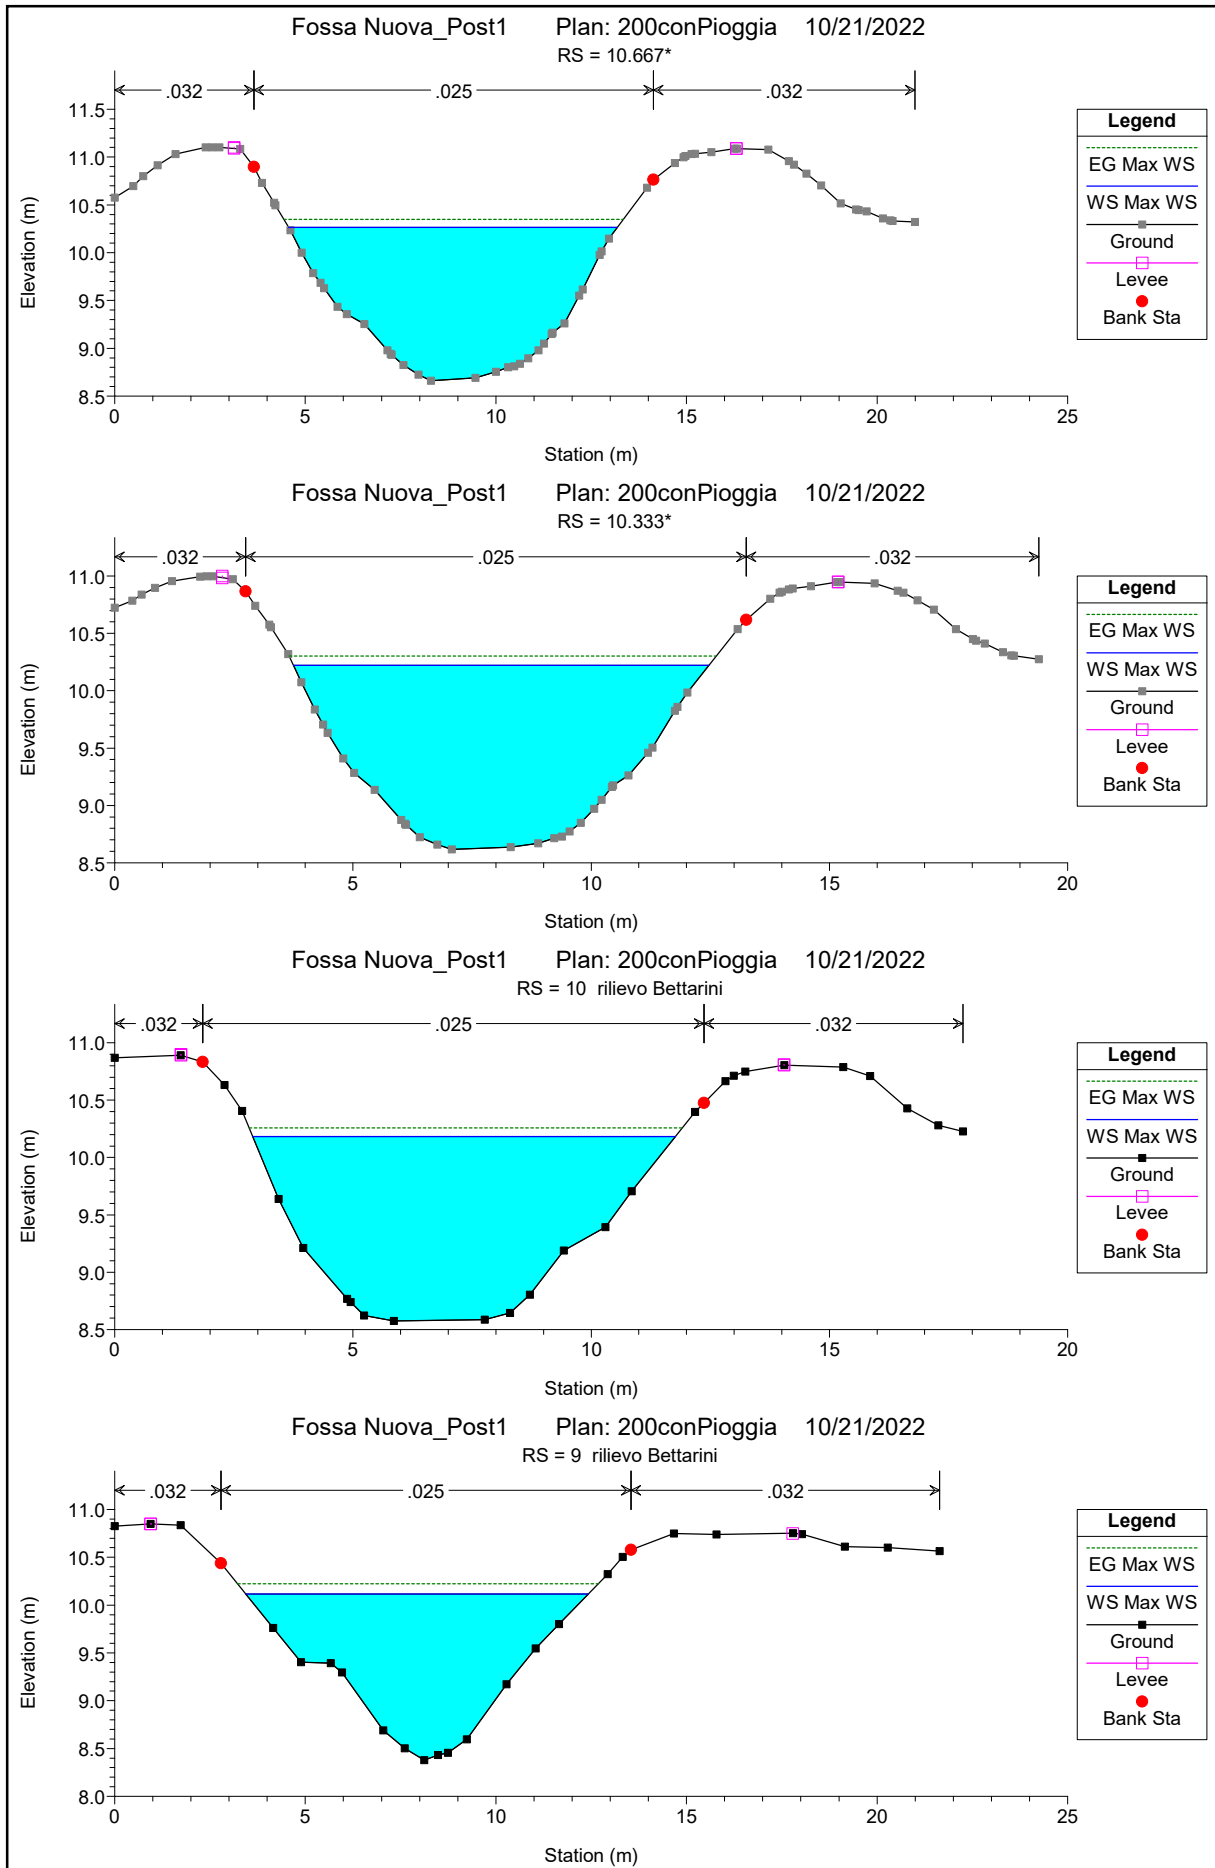 Fossa Nuova_Post1 Plan: 200conPioggia 10/21/2022
RS = 10.667*
.032 .025 .032
11.5
11.0
10.5
10.0
9.5
9.0
8.5
0 5 10 15 20 25
Elevation (m)
Station (m)
Legend
EG Max WS
WS Max WS
Ground
Levee
Bank Sta
Fossa Nuova_Post1 Plan: 200conPioggia 10/21/2022
RS = 10.333*
.032 .025 .032
11.0
10.5
10.0
9.5
9.0
8.5
0 5 10 15 20
Elevation (m)
Station (m)
Legend
EG Max WS
WS Max WS
Ground
Levee
Bank Sta
Fossa Nuova_Post1 Plan: 200conPioggia 10/21/2022
RS = 10 rilievo Bettarini
.032 .025 .032
11.0
10.5
10.0
9.5
9.0
8.5
0 5 10 15 20
Elevation (m)
Station (m)
Legend
EG Max WS
WS Max WS
Ground
Levee
Bank Sta
Fossa Nuova_Post1 Plan: 200conPioggia 10/21/2022
RS = 9 rilievo Bettarini
.032 .025 .032
11.0
10.5
10.0
9.5
9.0
8.5
8.0
0 5 10 15 20 25
Elevation (m)
Station (m)
Legend
EG Max WS
WS Max WS
Ground
Levee
Bank Sta